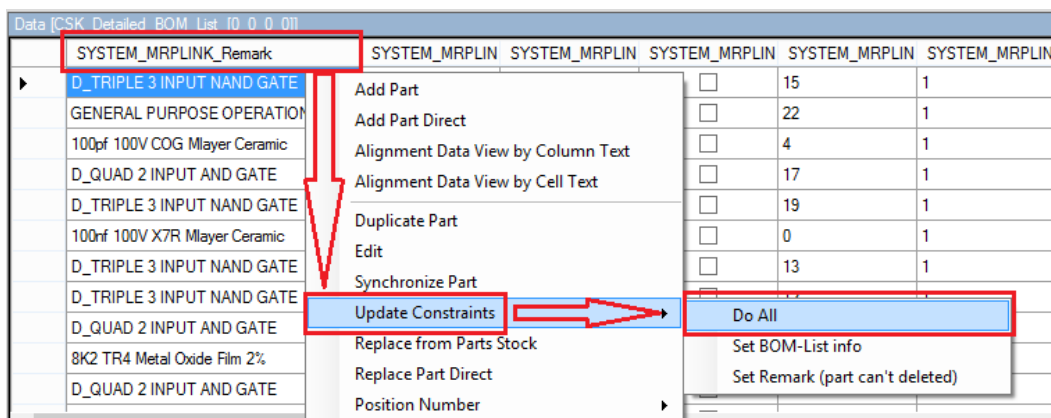 Data [CSK_Detailed_BOM_List [0_0_0_0]]
SYSTEM_MRPLINK_Remark SYSTEM_MRPLIN SYSTEM_MRPLIN SYSTEM_MRPLIN SYSTEM_MRPLIN SYSTEM_MRPLIN
D_TRIPLE 3 INPUT NAND GATE 15 1
GENERAL PURPOSE OPERATION 22 1
100pf 100V COG Mlayer Ceramic 4 1
D_QUAD 2 INPUT AND GATE 17 1
D_TRIPLE 3 INPUT NAND GATE 19 1
100nf 100V X7R Mlayer Ceramic 0 1
D_TRIPLE 3 INPUT NAND GATE 13 1
D_TRIPLE 3 INPUT NAND GATE
D_QUAD 2 INPUT AND GATE
8K2 TR4 Metal Oxide Film 2%
D_QUAD 2 INPUT AND GATE
Add Part
Add Part Direct
Alignment Data View by Column Text
Alignment Data View by Cell Text
Duplicate Part
Edit
Synchronize Part
Update Constraints
Replace from Parts Stock
Replace Part Direct
Position Number
Do All
Set BOM-List info
Set Remark (part can't deleted)